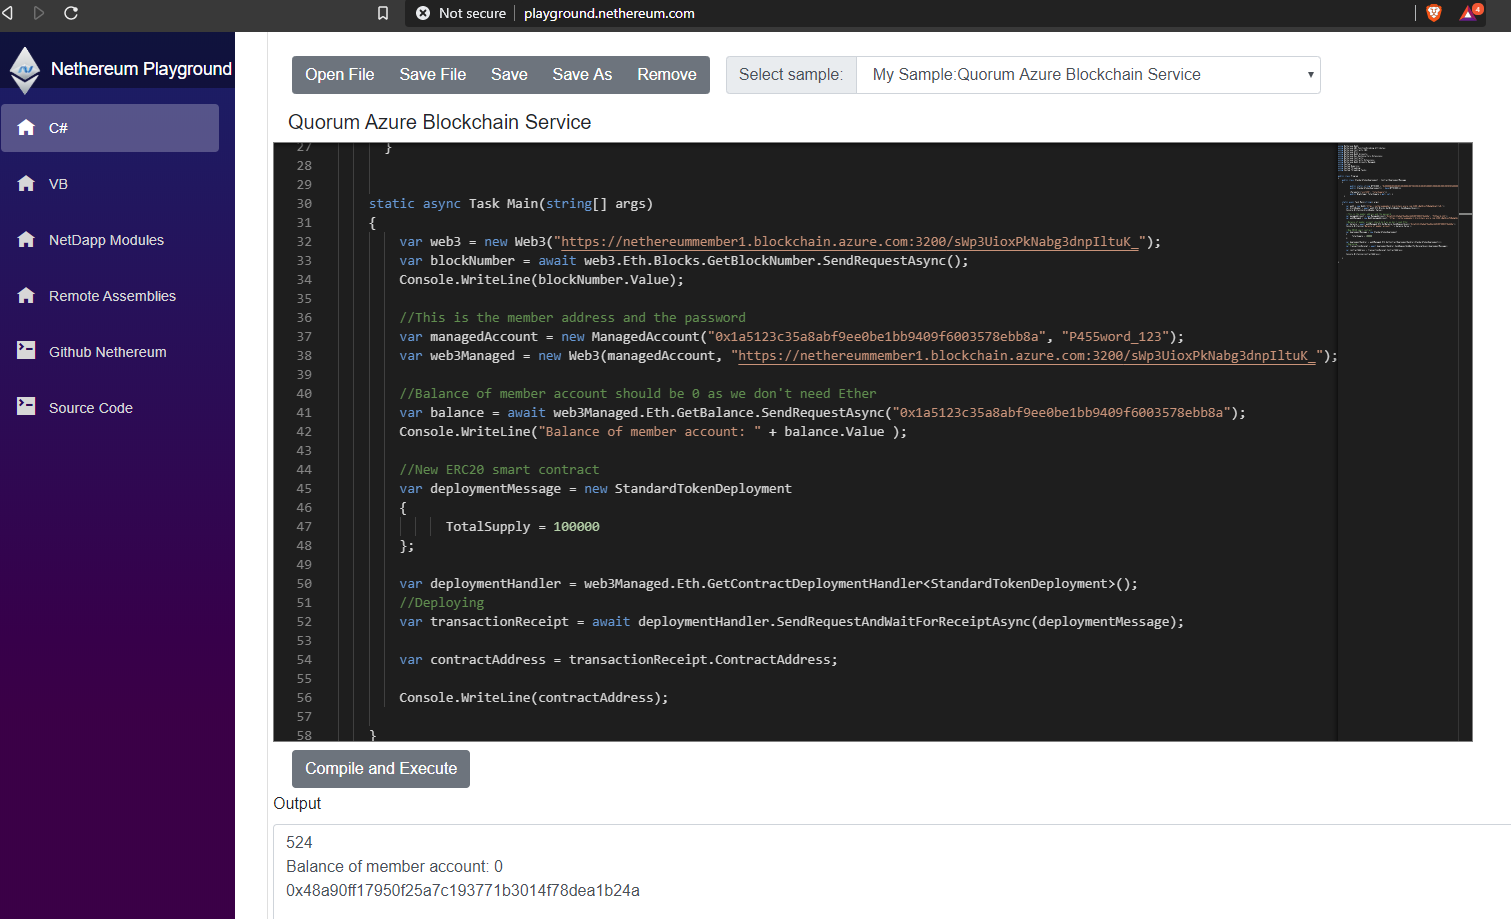 Not secure playground.nethereum.com
4
Nethereum Playground
C#
VB
NetDapp Modules
Remote Assemblies
Github Nethereum
Source Code
Open File Save File Save Save As Remove
Select sample: My Sample:Quorum Azure Blockchain Service
Quorum Azure Blockchain Service
27 }
28
29
30 static async Task Main(string[] args)
31 {
32 var web3 = new Web3("https://nethereummember1.blockchain.azure.com:3200/sWp3UioxPkNabg3dnpIltuK_");
33 var blockNumber = await web3.Eth.Blocks.GetBlockNumber.SendRequestAsync();
34 Console.WriteLine(blockNumber.Value);
35
36 //This is the member address and the password
37 var managedAccount = new ManagedAccount("0x1a5123c35a8abf9ee0be1bb9409f6003578ebb8a", "P455word_123");
38 var web3Managed = new Web3(managedAccount, "https://nethereummember1.blockchain.azure.com:3200/sWp3UioxPkNabg3dnpIltuK_");
39
40 //Balance of member account should be 0 as we don't need Ether
41 var balance = await web3Managed.Eth.GetBalance.SendRequestAsync("0x1a5123c35a8abf9ee0be1bb9409f6003578ebb8a");
42 Console.WriteLine("Balance of member account: " + balance.Value );
43
44 //New ERC20 smart contract
45 var deploymentMessage = new StandardTokenDeployment
46 {
47 TotalSupply = 100000
48 };
49
50 var deploymentHandler = web3Managed.Eth.GetContractDeploymentHandler<StandardTokenDeployment>();
51 //Deploying
52 var transactionReceipt = await deploymentHandler.SendRequestAndWaitForReceiptAsync(deploymentMessage);
53
54 var contractAddress = transactionReceipt.ContractAddress;
55
56 Console.WriteLine(contractAddress);
57
58 }
Compile and Execute
Output
524
Balance of member account: 0
0x48a90ff17950f25a7c193771b3014f78dea1b24a